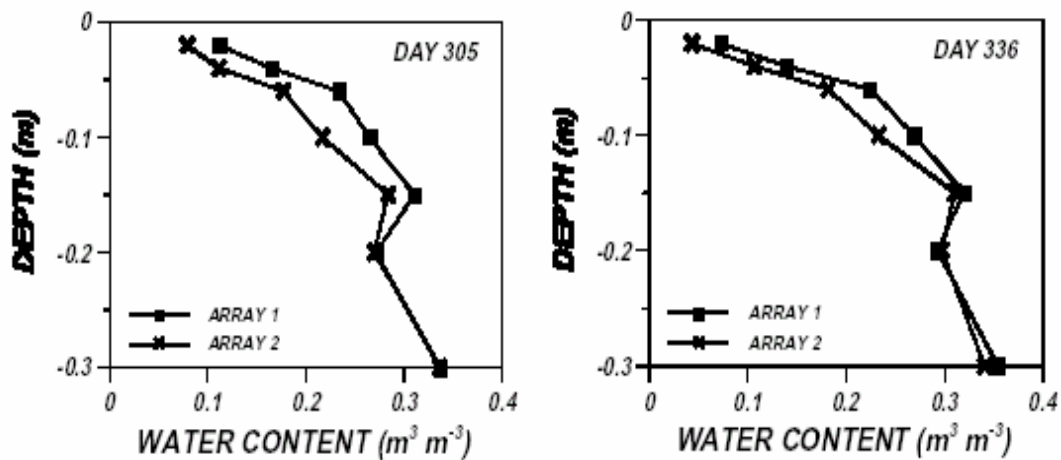 0
-0.1
-0.2
-0.3
DEPTH (m)
DAY 305
ARRAY 1
ARRAY 2
0 0.1 0.2 0.3 0.4
WATER CONTENT (m³ m⁻³)
0
-0.1
-0.2
-0.3
DEPTH (m)
DAY 336
ARRAY 1
ARRAY 2
0 0.1 0.2 0.3 0.4
WATER CONTENT (m³ m⁻³)